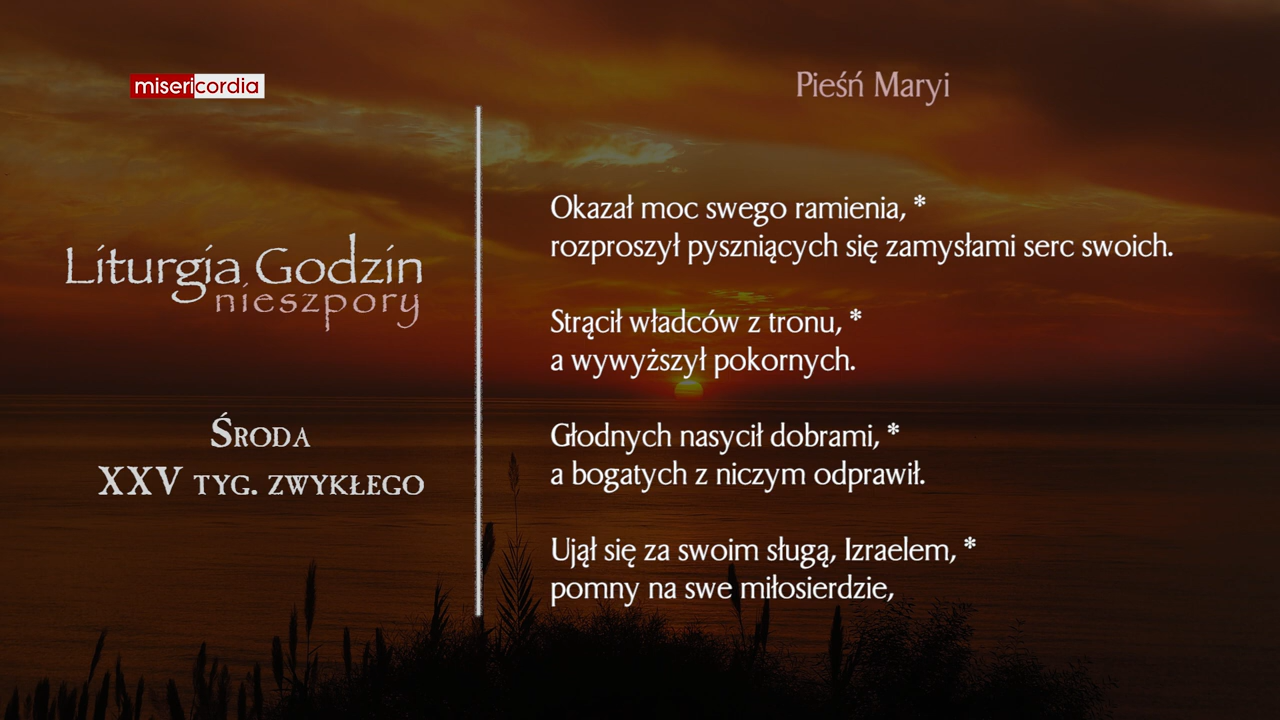 misericordia
Pieśń Maryi
Liturgia Godzin
nieszpory
Środa
XXV tyg. zwykłego
Okazał moc swego ramienia, *
rozproszył pyszniących się zamysłami serc swoich.
Strącił władców z tronu, *
a wywyższył pokornych.
Głodnych nasycił dobrami, *
a bogatych z niczym odprawił.
Ujął się za swoim sługą, Izraelem, *
pomny na swe miłosierdzie,